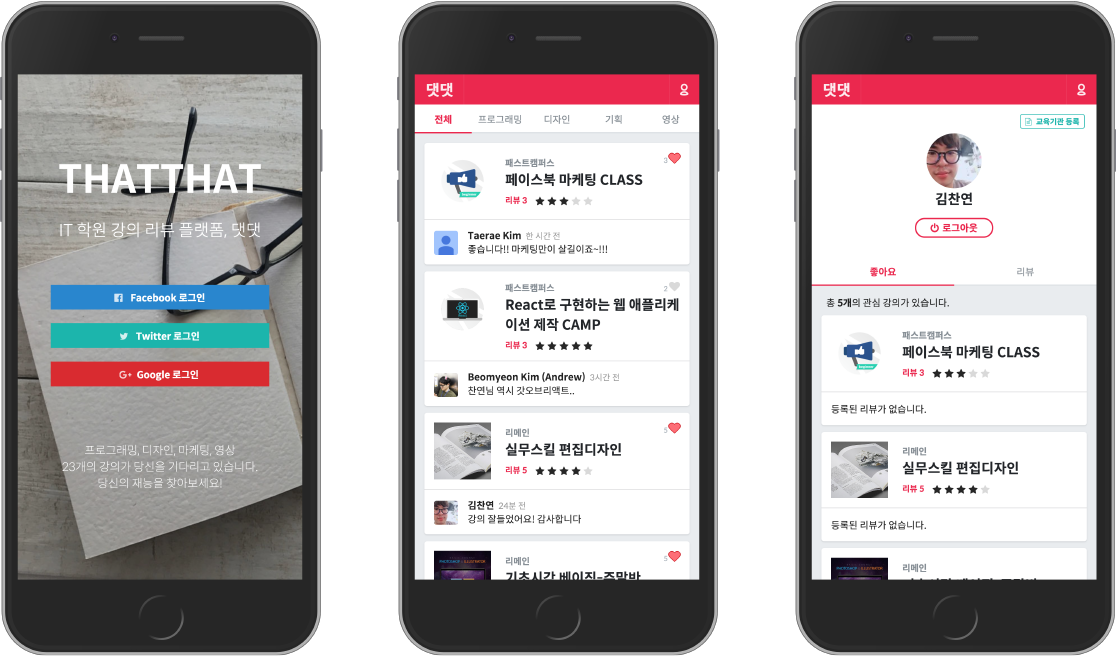 THATTHAT
IT 학원 강의 리뷰 플랫폼, 댓댓
Facebook 로그인
Twitter 로그인
G+ Google 로그인
프로그래밍, 디자인, 마케팅, 영상
23개의 강의가 당신을 기다리고 있습니다.
당신의 재능을 찾아보세요!
댓댓
전체 프로그래밍 디자인 기획 영상
패스트캠퍼스 3
페이스북 마케팅 CLASS
리뷰 3
Taerae Kim 한 시간 전
좋습니다!! 마케팅만이 살길이죠~!!!
패스트캠퍼스 2
React로 구현하는 웹 애플리케
이션 제작 CAMP
리뷰 3
Beomyeon Kim (Andrew) 3시간 전
찬연님 역시 갓오브리액트..
리메인 5
실무스킬 편집디자인
리뷰 5
김찬연 24분 전
강의 잘들었어요! 감사합니다
리메인 5
기초시각 베이직-주말반
댓댓
교육기관 등록
김찬연
로그아웃
좋아요 리뷰
총 5개의 관심 강의가 있습니다.
패스트캠퍼스
페이스북 마케팅 CLASS
리뷰 3
등록된 리뷰가 없습니다.
리메인
실무스킬 편집디자인
리뷰 5
등록된 리뷰가 없습니다.
리메인